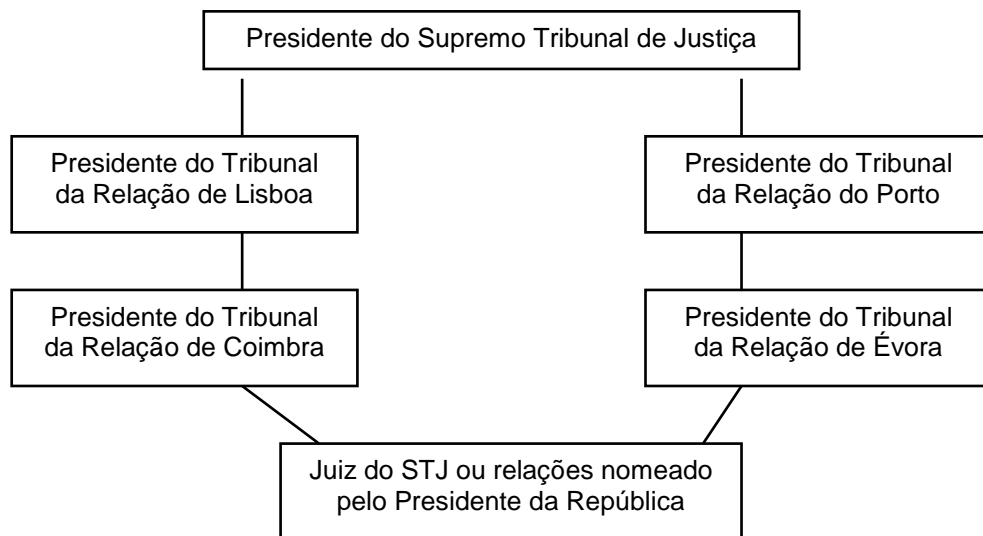 Presidente do Supremo Tribunal de Justiça
Presidente do Tribunal
da Relação de Lisboa
Presidente do Tribunal
da Relação do Porto
Presidente do Tribunal
da Relação de Coimbra
Presidente do Tribunal
da Relação de Évora
Juiz do STJ ou relações nomeado
pelo Presidente da República